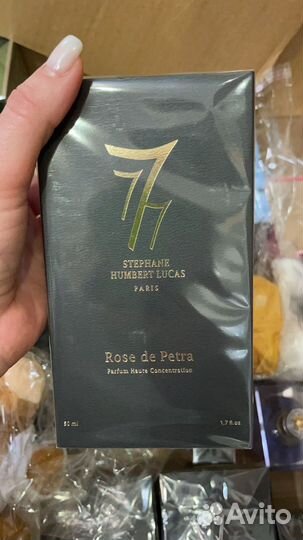 777
STEPHANE
HUMBERT LUCAS
PARIS
Rose de Petra
Parfum Haute Concentration
50 ml 1.7 fl.oz
Avito